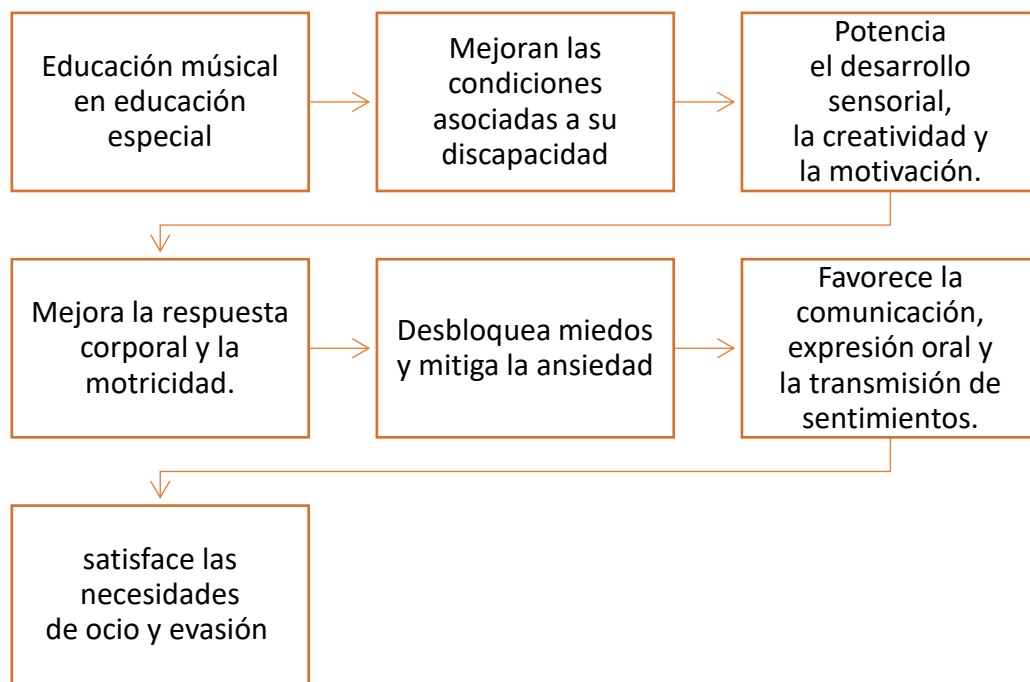 Educación músical
en educación
especial
Mejoran las
condiciones
asociadas a su
discapacidad
Potencia
el desarrollo
sensorial,
la creatividad y
la motivación.
Mejora la respuesta
corporal y la
motricidad.
Desbloquea miedos
y mitiga la ansiedad
Favorece la
comunicación,
expresión oral y
la transmisión de
sentimientos.
satisface las
necesidades
de ocio y evasión